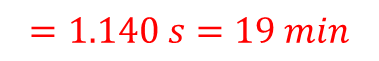 = 1.140 s = 19 min